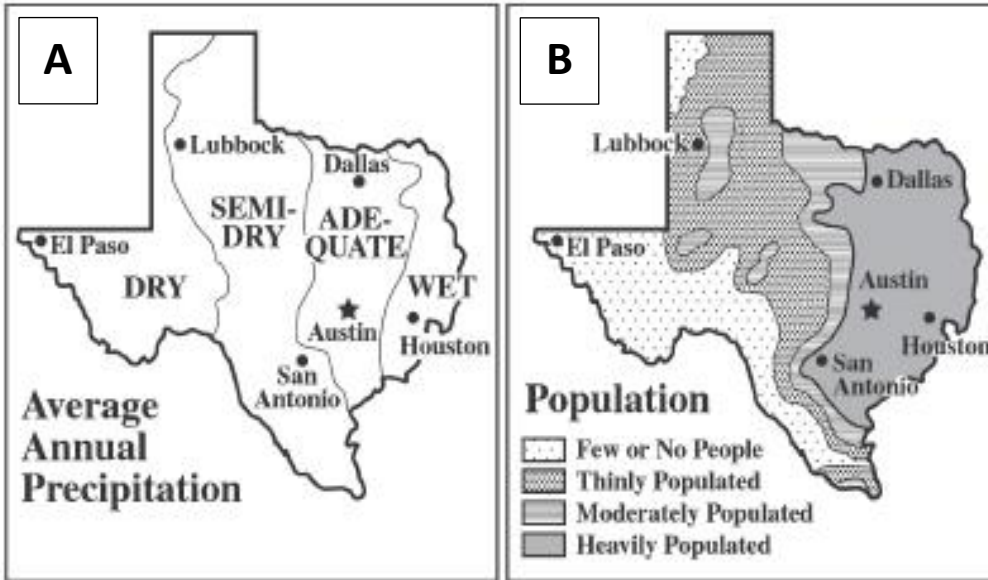 A
Lubbock
Dallas
SEMI-
DRY
ADE-
QUATE
El Paso
DRY
WET
Austin
Houston
San
Antonio
Average
Annual
Precipitation
B
Lubbock
Dallas
El Paso
Austin
Houston
San
Antonio
Population
Few or No People
Thinly Populated
Moderately Populated
Heavily Populated